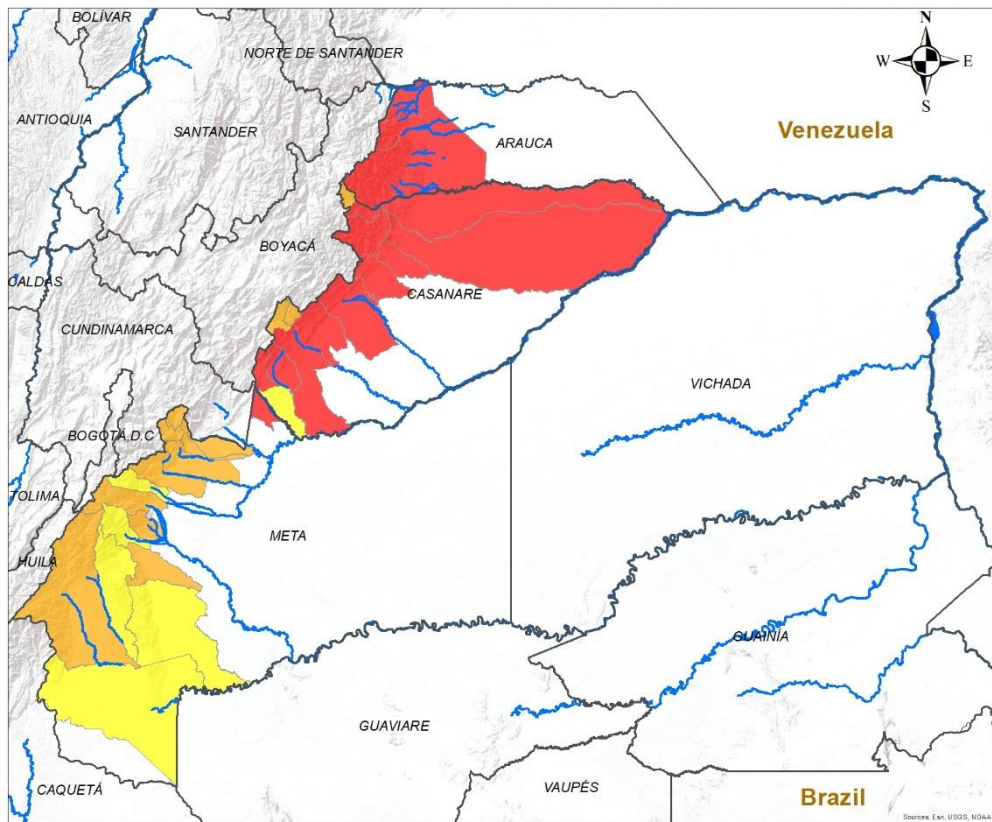 BOLÍVAR
NORTE DE SANTANDER
N
W
E
S
ANTIOQUIA
SANTANDER
ARAUCA
Venezuela
BOYACÁ
CALDAS
CASANARE
CUNDINAMARCA
VICHADA
BOGOTÁ D.C
TOLIMA
META
HUILA
GUAINÍA
GUAVIARE
CAQUETÁ
VAUPÉS
Brazil
Sources: Esri, USGS, NOAA